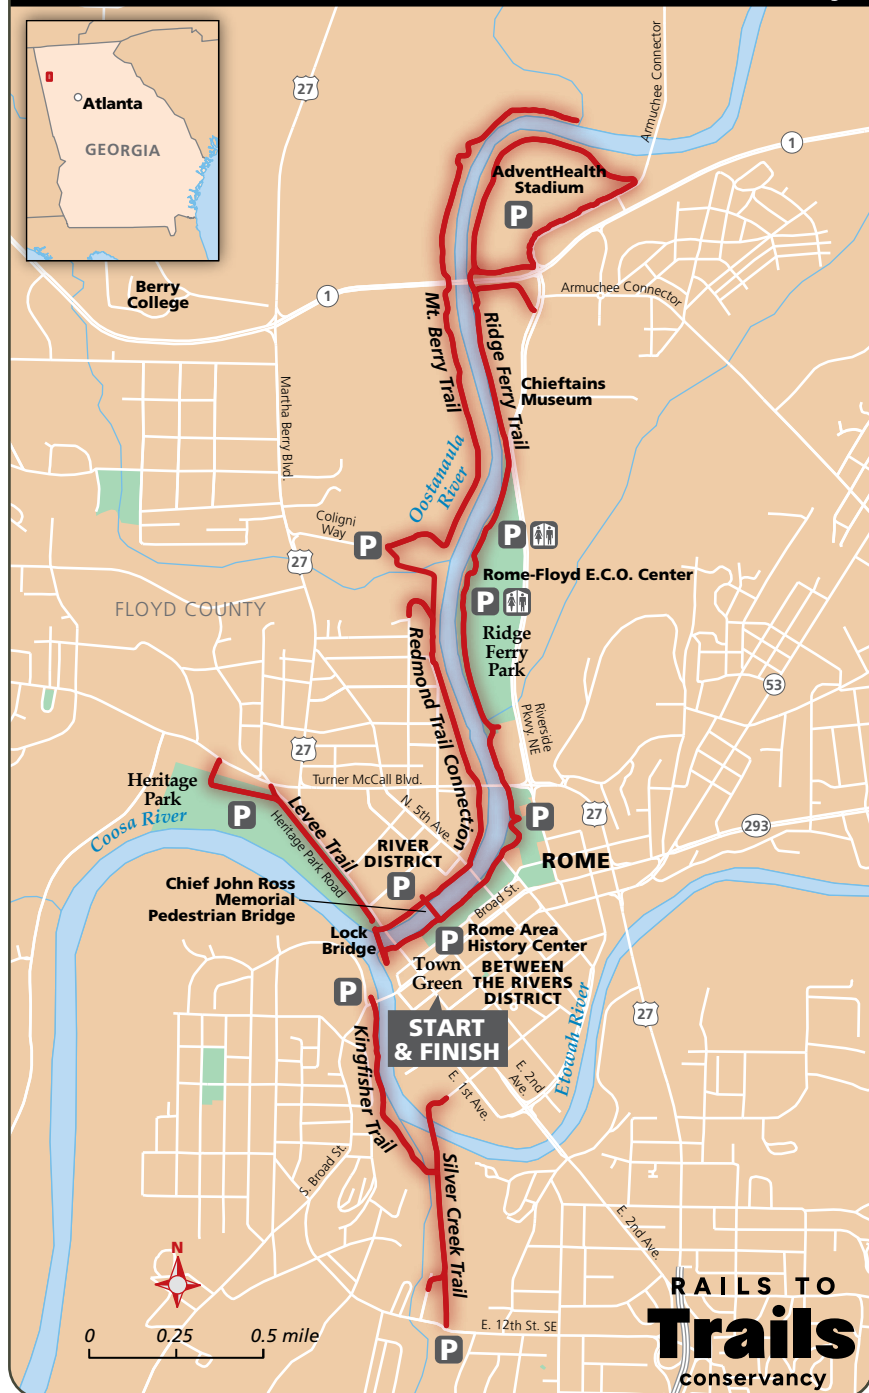 Armuchee Connector
27
Atlanta
GEORGIA
1
AdventHealth
Stadium
P
Berry
College
1
Armuchee Connector
Mt. Berry Trail
Ridge Ferry Trail
Chieftains
Museum
Martha Berry Blvd.
Oostanaula
River
Coligni
Way
P
P
27
Rome-Floyd E.C.O. Center
P
FLOYD COUNTY
Ridge
Ferry
Park
Redmond Trail Connection
53
Riverside
Pkwy. NE
27
Turner McCall Blvd.
Heritage
Park
P
Coosa River
Levee Trail
Heritage Park Road
N. 5th Ave.
P
27
293
RIVER
DISTRICT
P
ROME
Chief John Ross
Memorial
Pedestrian Bridge
Broad St.
Lock
Bridge
P
Rome Area
History Center
Town
Green
BETWEEN
THE RIVERS
DISTRICT
P
START
& FINISH
27
Etowah River
Kingfisher Trail
E. 1st Ave.
E. 2nd
Ave.
S. Broad St.
Silver Creek Trail
E. 2nd Ave.
N
0 0.25 0.5 mile
E. 12th St. SE
P
RAILS TO
Trails
conservancy